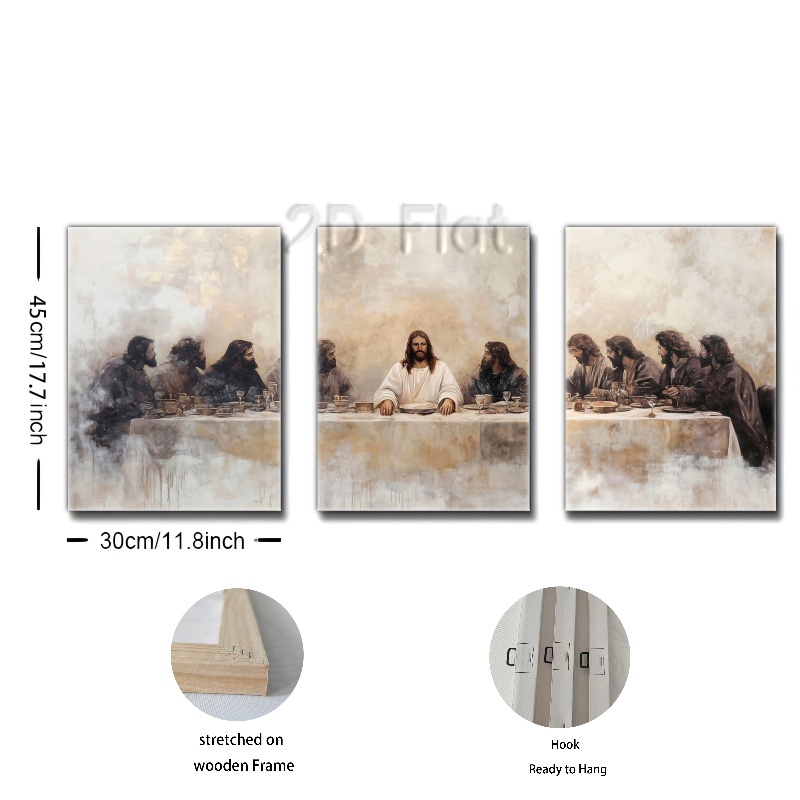 2D Flat
45cm/17.7inch
30cm/11.8inch
stretched on
wooden Frame
Hook
Ready to Hang